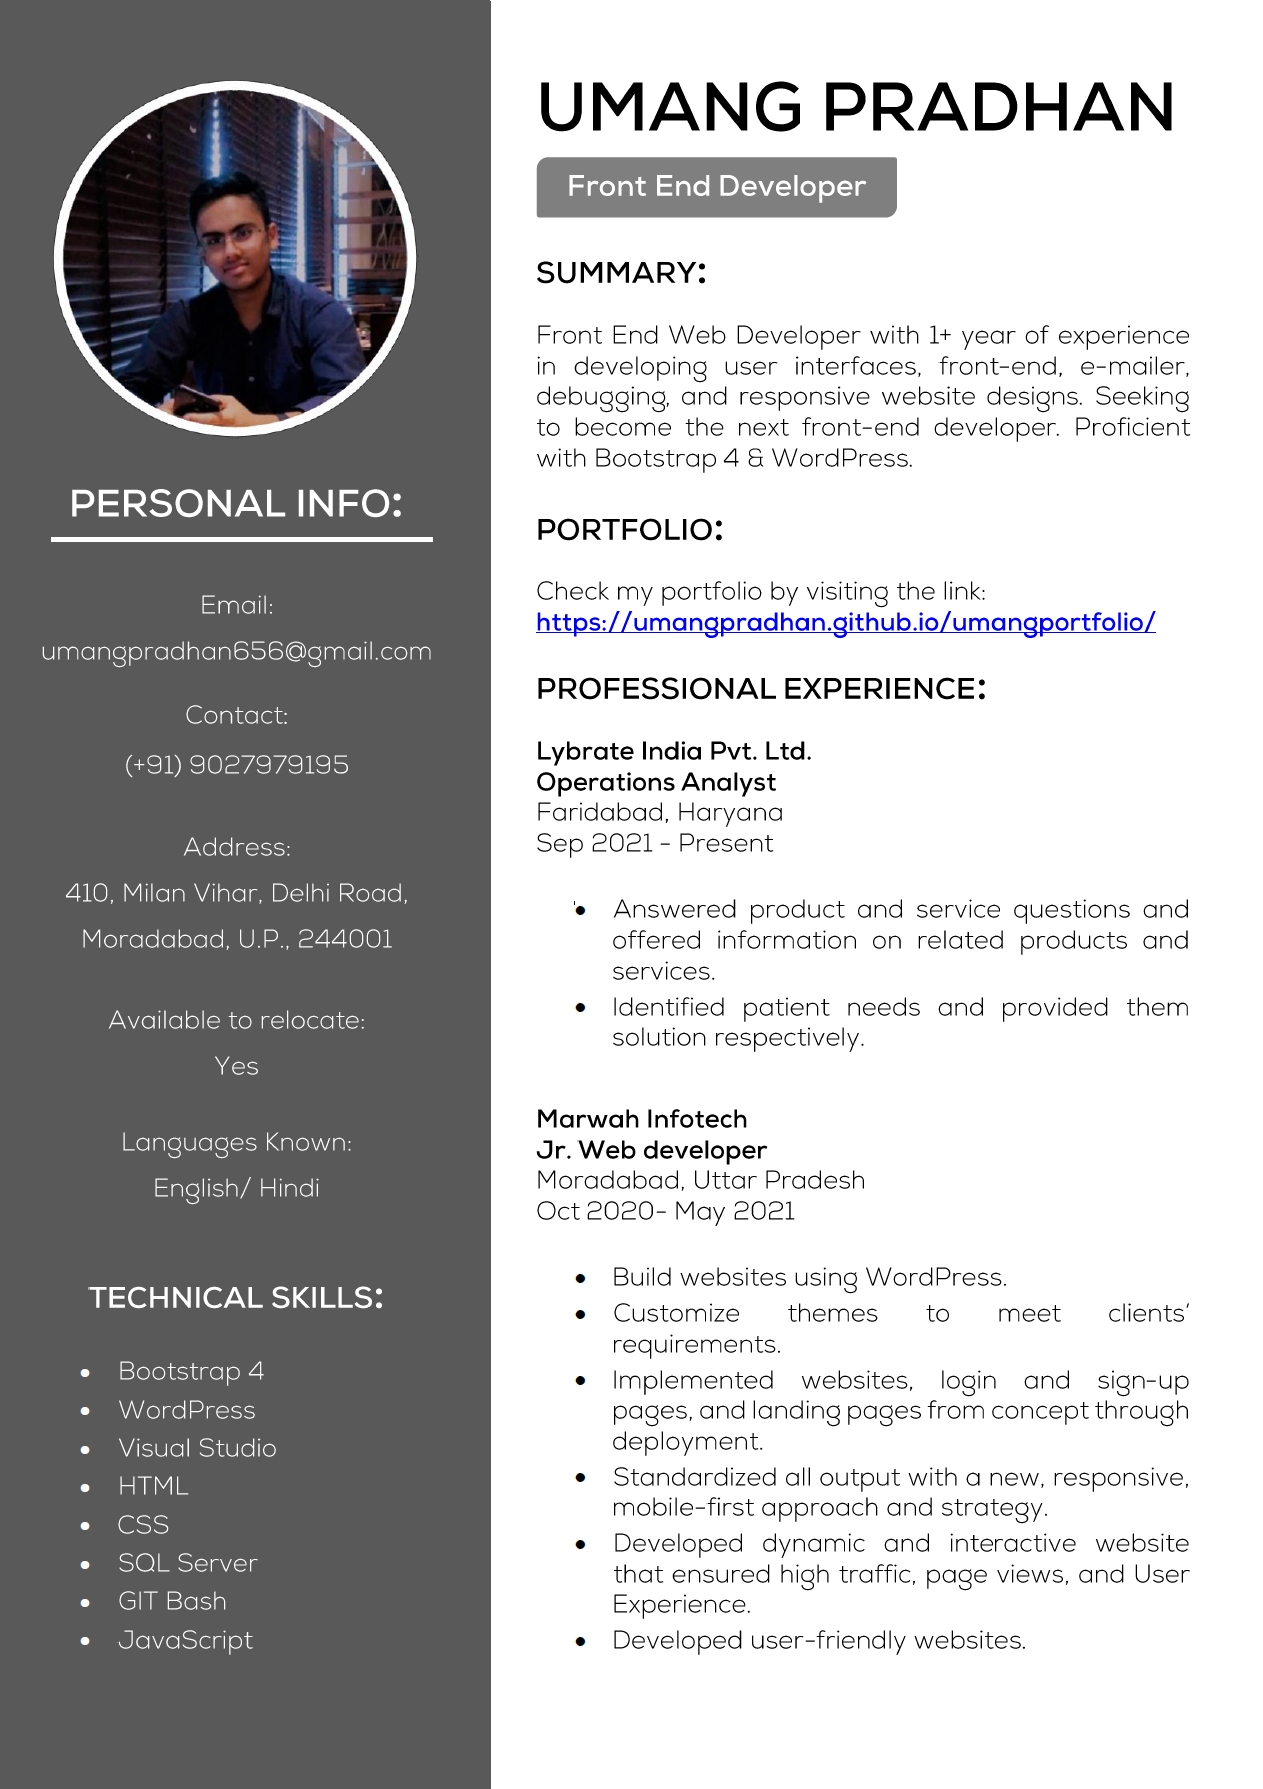 UMANG PRADHAN
Front End Developer
SUMMARY:
Front End Web Developer with 1+ year of experience
in developing user interfaces, front-end, e-mailer,
debugging, and responsive website designs. Seeking
to become the next front-end developer. Proficient
with Bootstrap 4 & WordPress.
PORTFOLIO:
Check my portfolio by visiting the link:
https://umangpradhan.github.io/umangportfolio/
PROFESSIONAL EXPERIENCE:
Lybrate India Pvt. Ltd.
Operations Analyst
Faridabad, Haryana
Sep 2021 - Present
• Answered product and service questions and
offered information on related products and
services.
• Identified patient needs and provided them
solution respectively.
Marwah Infotech
Jr. Web developer
Moradabad, Uttar Pradesh
Oct 2020- May 2021
• Build websites using WordPress.
• Customize themes to meet clients’
requirements.
• Implemented websites, login and sign-up
pages, and landing pages from concept through
deployment.
• Standardized all output with a new, responsive,
mobile-first approach and strategy.
• Developed dynamic and interactive website
that ensured high traffic, page views, and User
Experience.
• Developed user-friendly websites.
PERSONAL INFO:
Email:
umangpradhan656@gmail.com
Contact:
(+91) 9027979195
Address:
410, Milan Vihar, Delhi Road,
Moradabad, U.P., 244001
Available to relocate:
Yes
Languages Known:
English/ Hindi
TECHNICAL SKILLS:
• Bootstrap 4
• WordPress
• Visual Studio
• HTML
• CSS
• SQL Server
• GIT Bash
• JavaScript